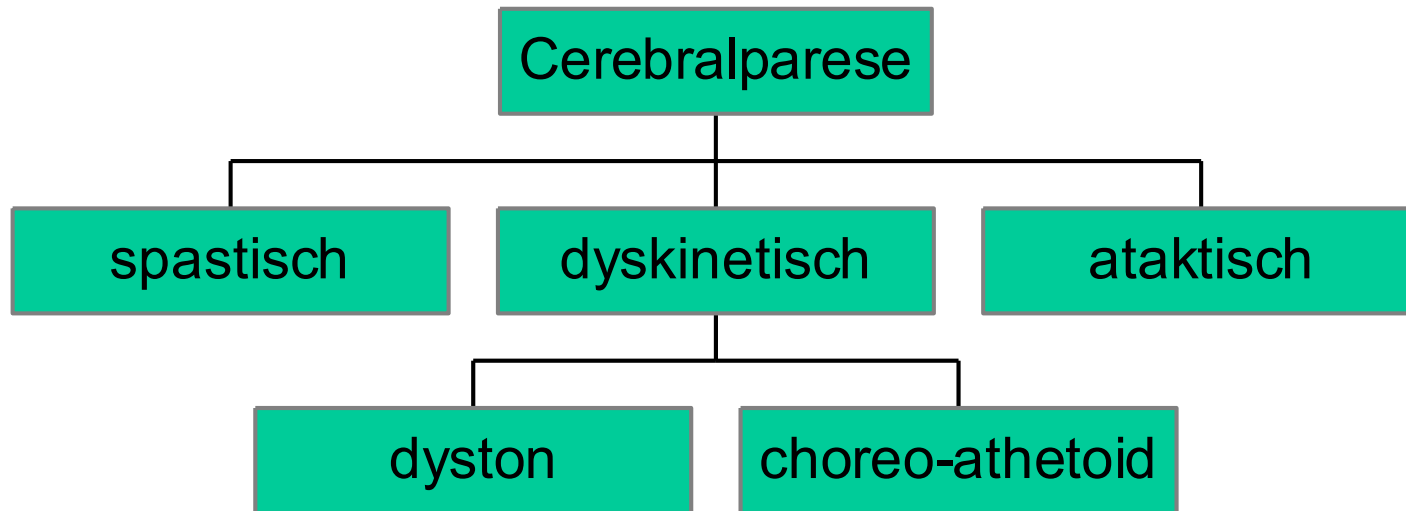 Cerebralparese
spastisch
dyskinetisch
ataktisch
dyston
choreo-athetoid